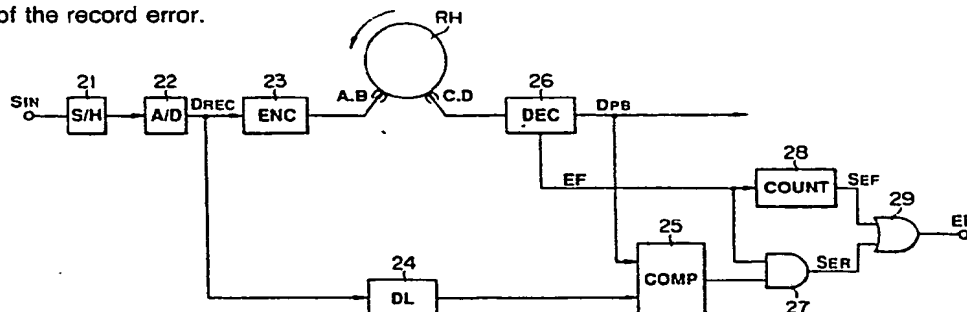 of the record error.
RH
21
22
23
26
SIN
S/H
A/D
DREC
ENC
A.B
C.D
DEC
DPB
28
EF
COUNT
SEF
29
25
24
COMP
SER
DL
27